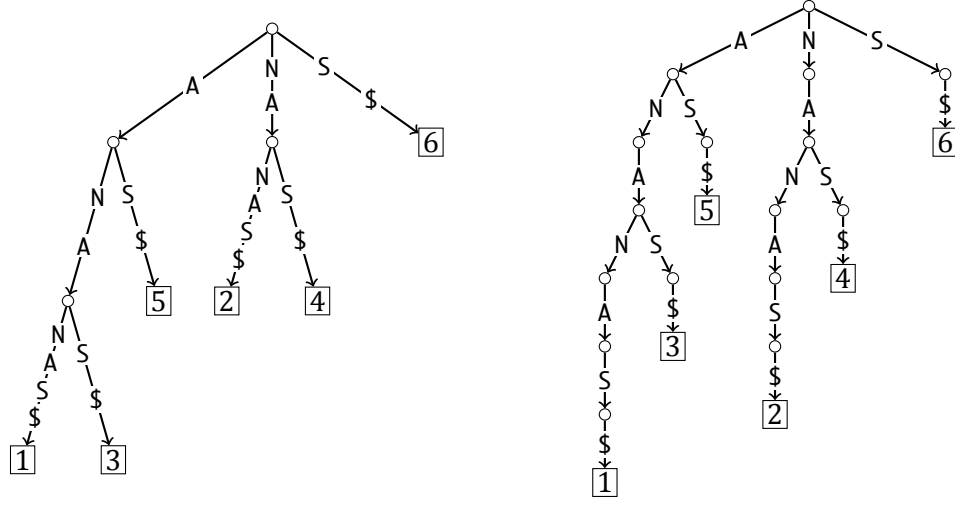 A N S
N A $
A 6
N S N S
A $ A $
S
$
5 2 4
N S
A $
S
$
1 3
A N S
N S A $
A $ N S 6
N S 5 A $
A $ S 4
S 3 $
$ 2
1